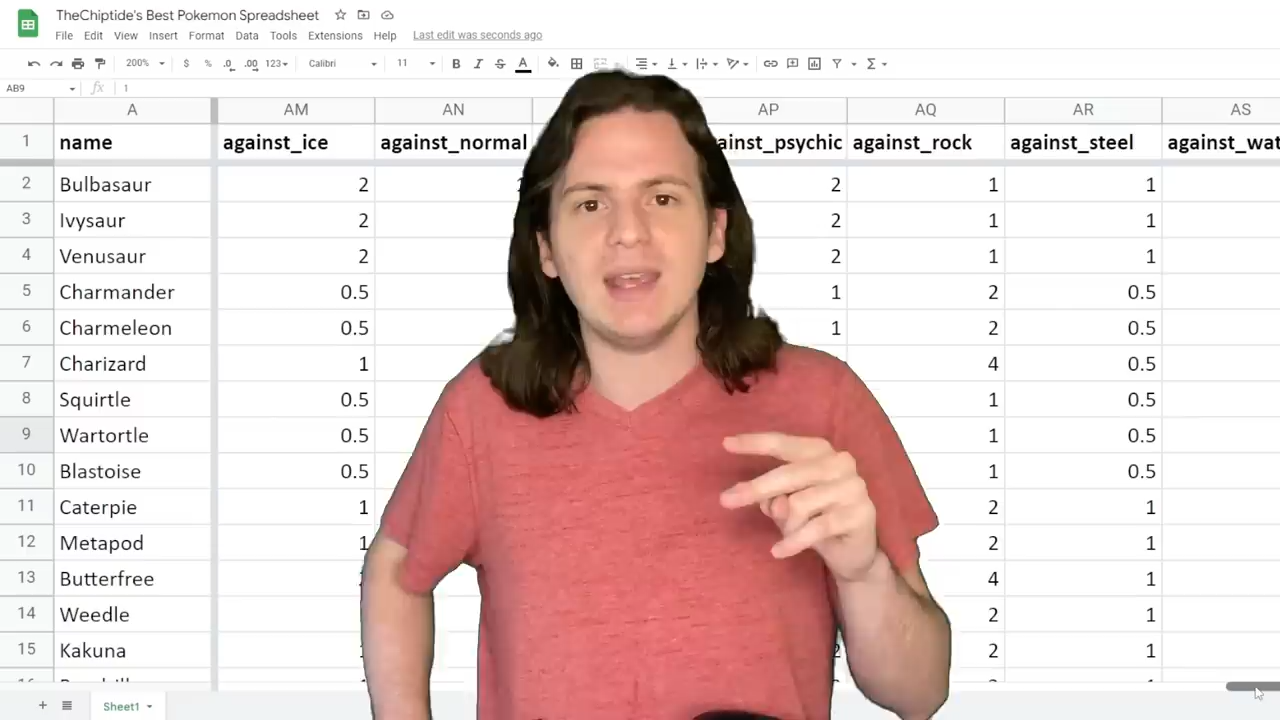 TheChiptide's Best Pokemon Spreadsheet
File Edit View Insert Format Data Tools Extensions Help Last edit was seconds ago
200% $ % .0 .00 123 Calibri 11 B I S A
AB9 fx 1
A AM AN AP AQ AR AS
1 name against_ice against_normal ainst_psychic against_rock against_steel against_wat
2 Bulbasaur 2 2 1 1
3 Ivysaur 2 2 1 1
4 Venusaur 2 2 1 1
5 Charmander 0.5 1 2 0.5
6 Charmeleon 0.5 1 2 0.5
7 Charizard 1 4 0.5
8 Squirtle 0.5 1 0.5
9 Wartortle 0.5 1 0.5
10 Blastoise 0.5 1 0.5
11 Caterpie 1 2 1
12 Metapod 1 2 1
13 Butterfree 4 1
14 Weedle 2 1
15 Kakuna 2 2 1
Sheet1